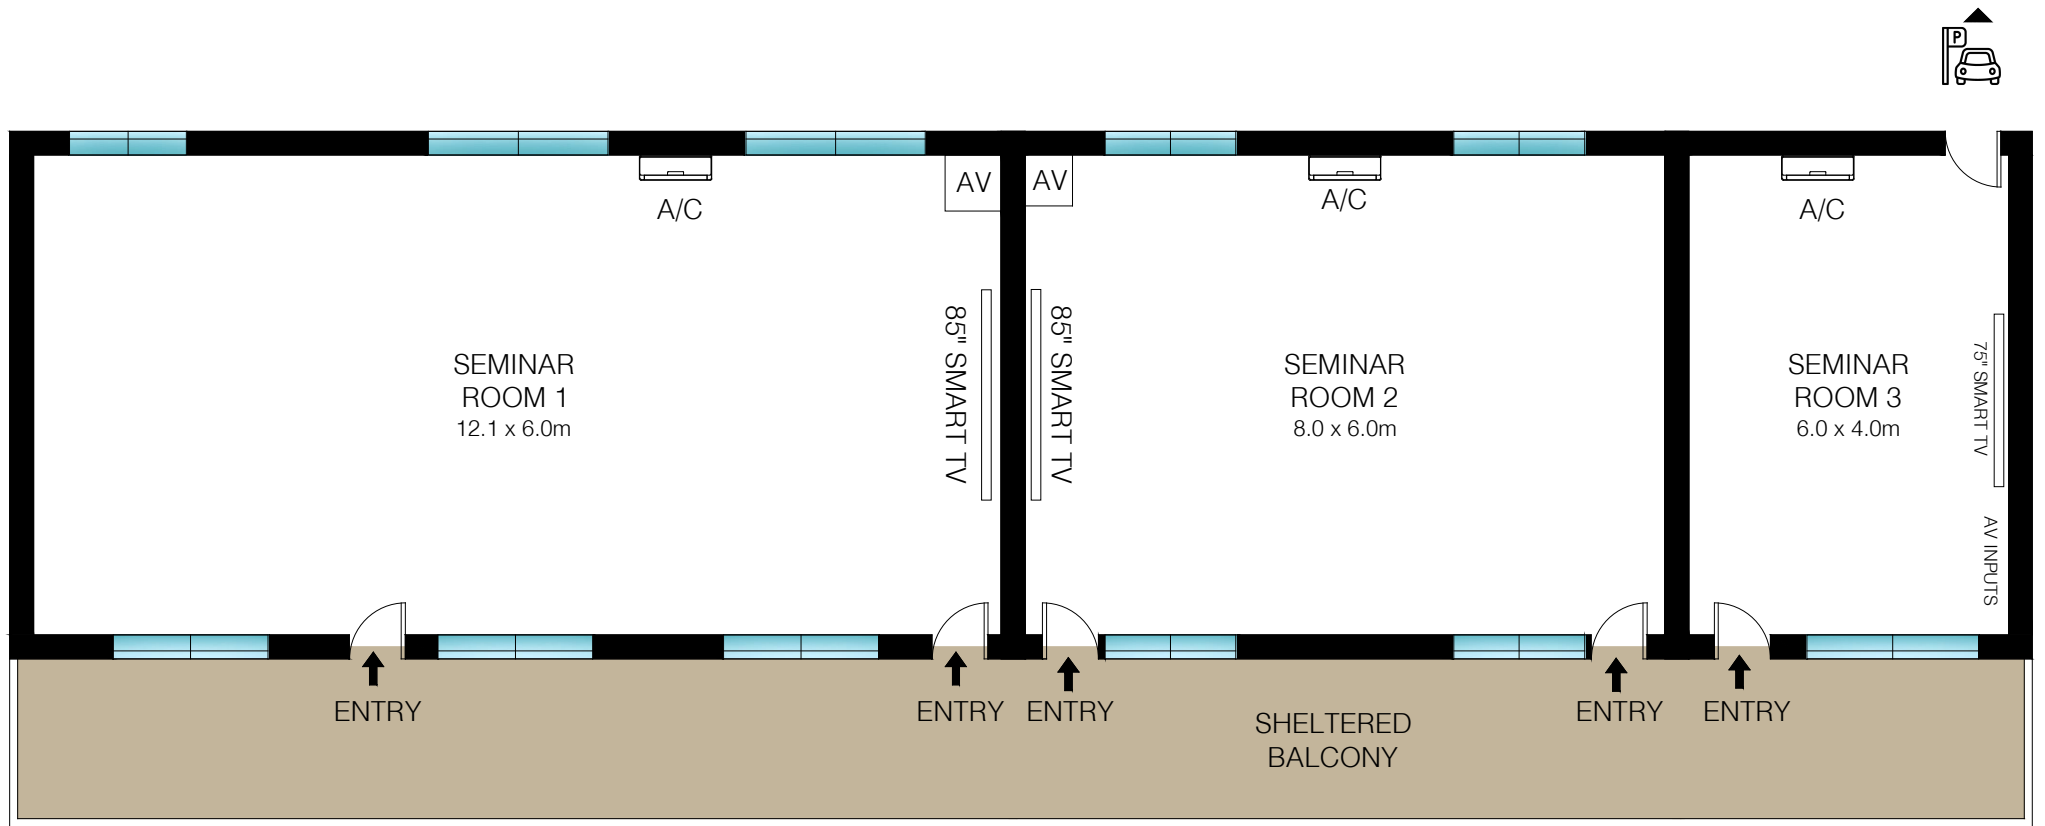 P
AV
AV
A/C
A/C
A/C
SEMINAR
ROOM 1
12.1 x 6.0m
85" SMART TV
85" SMART TV
SEMINAR
ROOM 2
8.0 x 6.0m
SEMINAR
ROOM 3
6.0 x 4.0m
75" SMART TV
AV INPUTS
ENTRY
ENTRY
ENTRY
ENTRY
ENTRY
SHELTERED
BALCONY